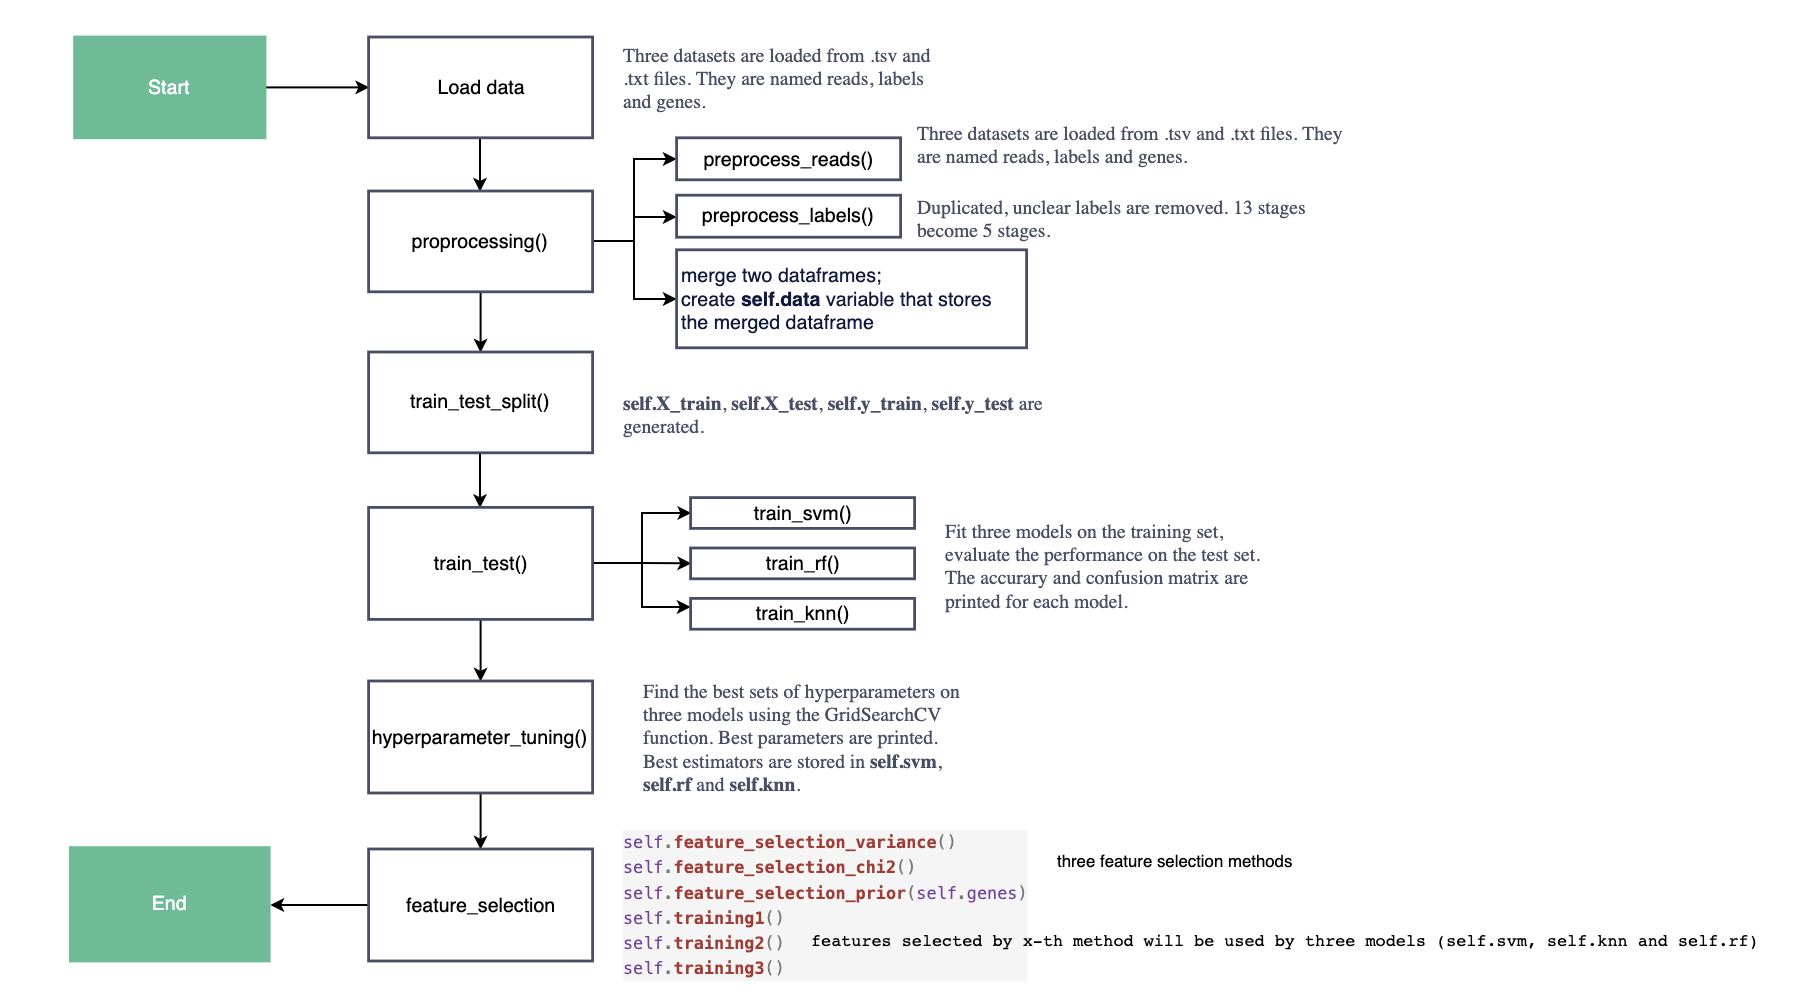 Start
Load data
Three datasets are loaded from .tsv and
.txt files. They are named reads, labels
and genes.
proprocessing()
preprocess_reads()
Three datasets are loaded from .tsv and .txt files. They
are named reads, labels and genes.
preprocess_labels()
Duplicated, unclear labels are removed. 13 stages
become 5 stages.
merge two dataframes;
create self.data variable that stores
the merged dataframe
train_test_split()
self.X_train, self.X_test, self.y_train, self.y_test are
generated.
train_test()
train_svm()
train_rf()
train_knn()
Fit three models on the training set,
evaluate the performance on the test set.
The accurary and confusion matrix are
printed for each model.
hyperparameter_tuning()
Find the best sets of hyperparameters on
three models using the GridSearchCV
function. Best parameters are printed.
Best estimators are stored in self.svm,
self.rf and self.knn.
End
feature_selection
self.feature_selection_variance()
self.feature_selection_chi2()
self.feature_selection_prior(self.genes)
self.training1()
self.training2()
self.training3()
three feature selection methods
features selected by x-th method will be used by three models (self.svm, self.knn and self.rf)